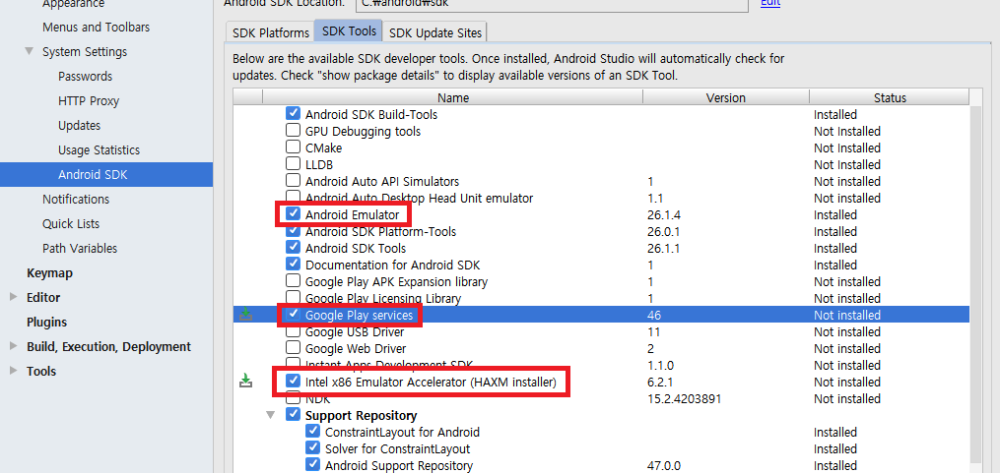 Appearance
Menus and Toolbars
System Settings
Passwords
HTTP Proxy
Updates
Usage Statistics
Android SDK
Notifications
Quick Lists
Path Variables
Keymap
Editor
Plugins
Build, Execution, Deployment
Tools
Android SDK Location: C:₩android₩sdk Edit
SDK Platforms SDK Tools SDK Update Sites
Below are the available SDK developer tools. Once installed, Android Studio will automatically check for
updates. Check "show package details" to display available versions of an SDK Tool.
Name Version Status
Android SDK Build-Tools Installed
GPU Debugging tools Not Installed
CMake Not Installed
LLDB Not Installed
Android Auto API Simulators 1 Not installed
Android Auto Desktop Head Unit emulator 1.1 Not installed
Android Emulator 26.1.4 Installed
Android SDK Platform-Tools 26.0.1 Installed
Android SDK Tools 26.1.1 Installed
Documentation for Android SDK 1 Installed
Google Play APK Expansion library 1 Not installed
Google Play Licensing Library 1 Not installed
Google Play services 46 Not installed
Google USB Driver 11 Not installed
Google Web Driver 2 Not installed
Instant Apps Development SDK 1.1.0 Not installed
Intel x86 Emulator Accelerator (HAXM installer) 6.2.1 Not installed
NDK 15.2.4203891 Not installed
Support Repository
ConstraintLayout for Android Installed
Solver for ConstraintLayout Installed
Android Support Repository 47.0.0 Installed